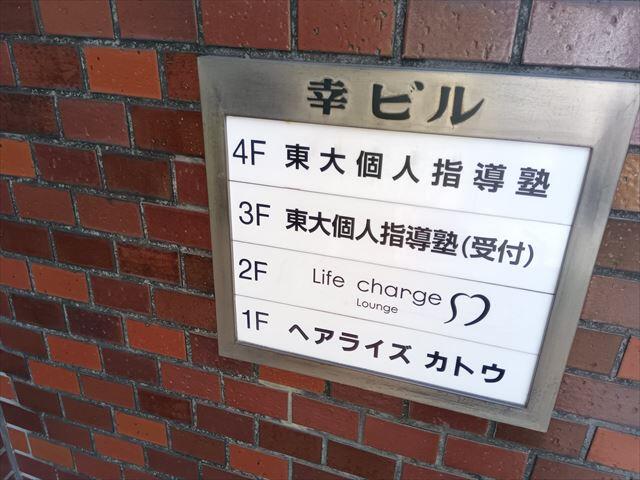 幸ビル
4F 東大個人指導塾
3F 東大個人指導塾(受付)
2F Life charge
Lounge
1F ヘアライズ カトウ